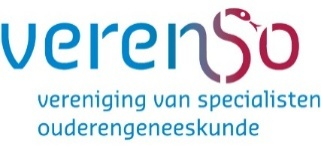 verenso
vereniging van specialisten
ouderengeneeskunde